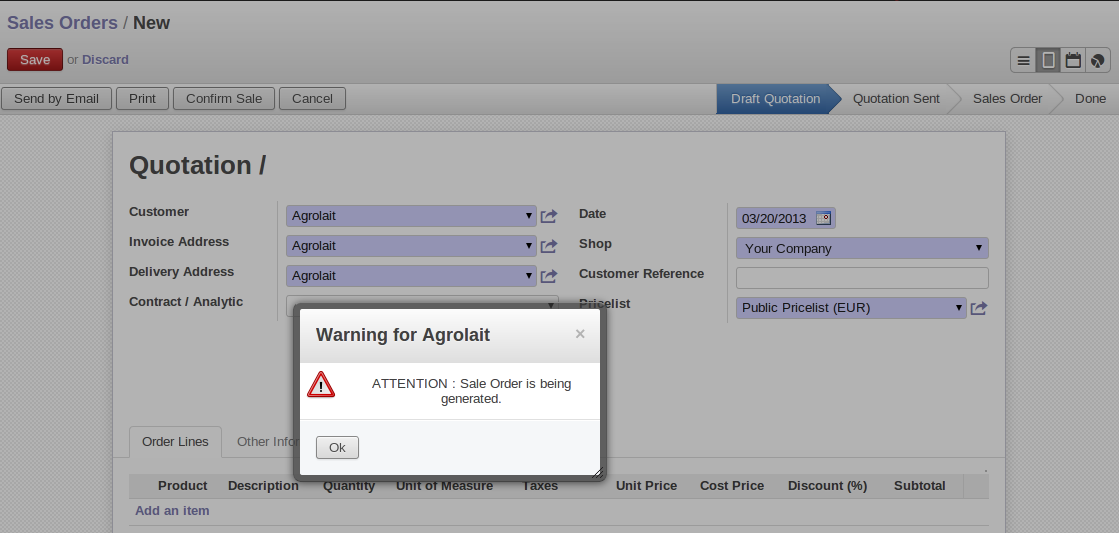 Sales Orders / New
Save or Discard
Send by Email Print Confirm Sale Cancel Draft Quotation Quotation Sent Sales Order Done
Quotation /
Customer Agrolait Date 03/20/2013
Invoice Address Agrolait Shop Your Company
Delivery Address Agrolait Customer Reference
Contract / Analytic Pricelist Public Pricelist (EUR)
Warning for Agrolait ×
ATTENTION : Sale Order is being
generated.
Ok
Order Lines Other Infor
Product Description Quantity Unit of Measure Taxes Unit Price Cost Price Discount (%) Subtotal
Add an item